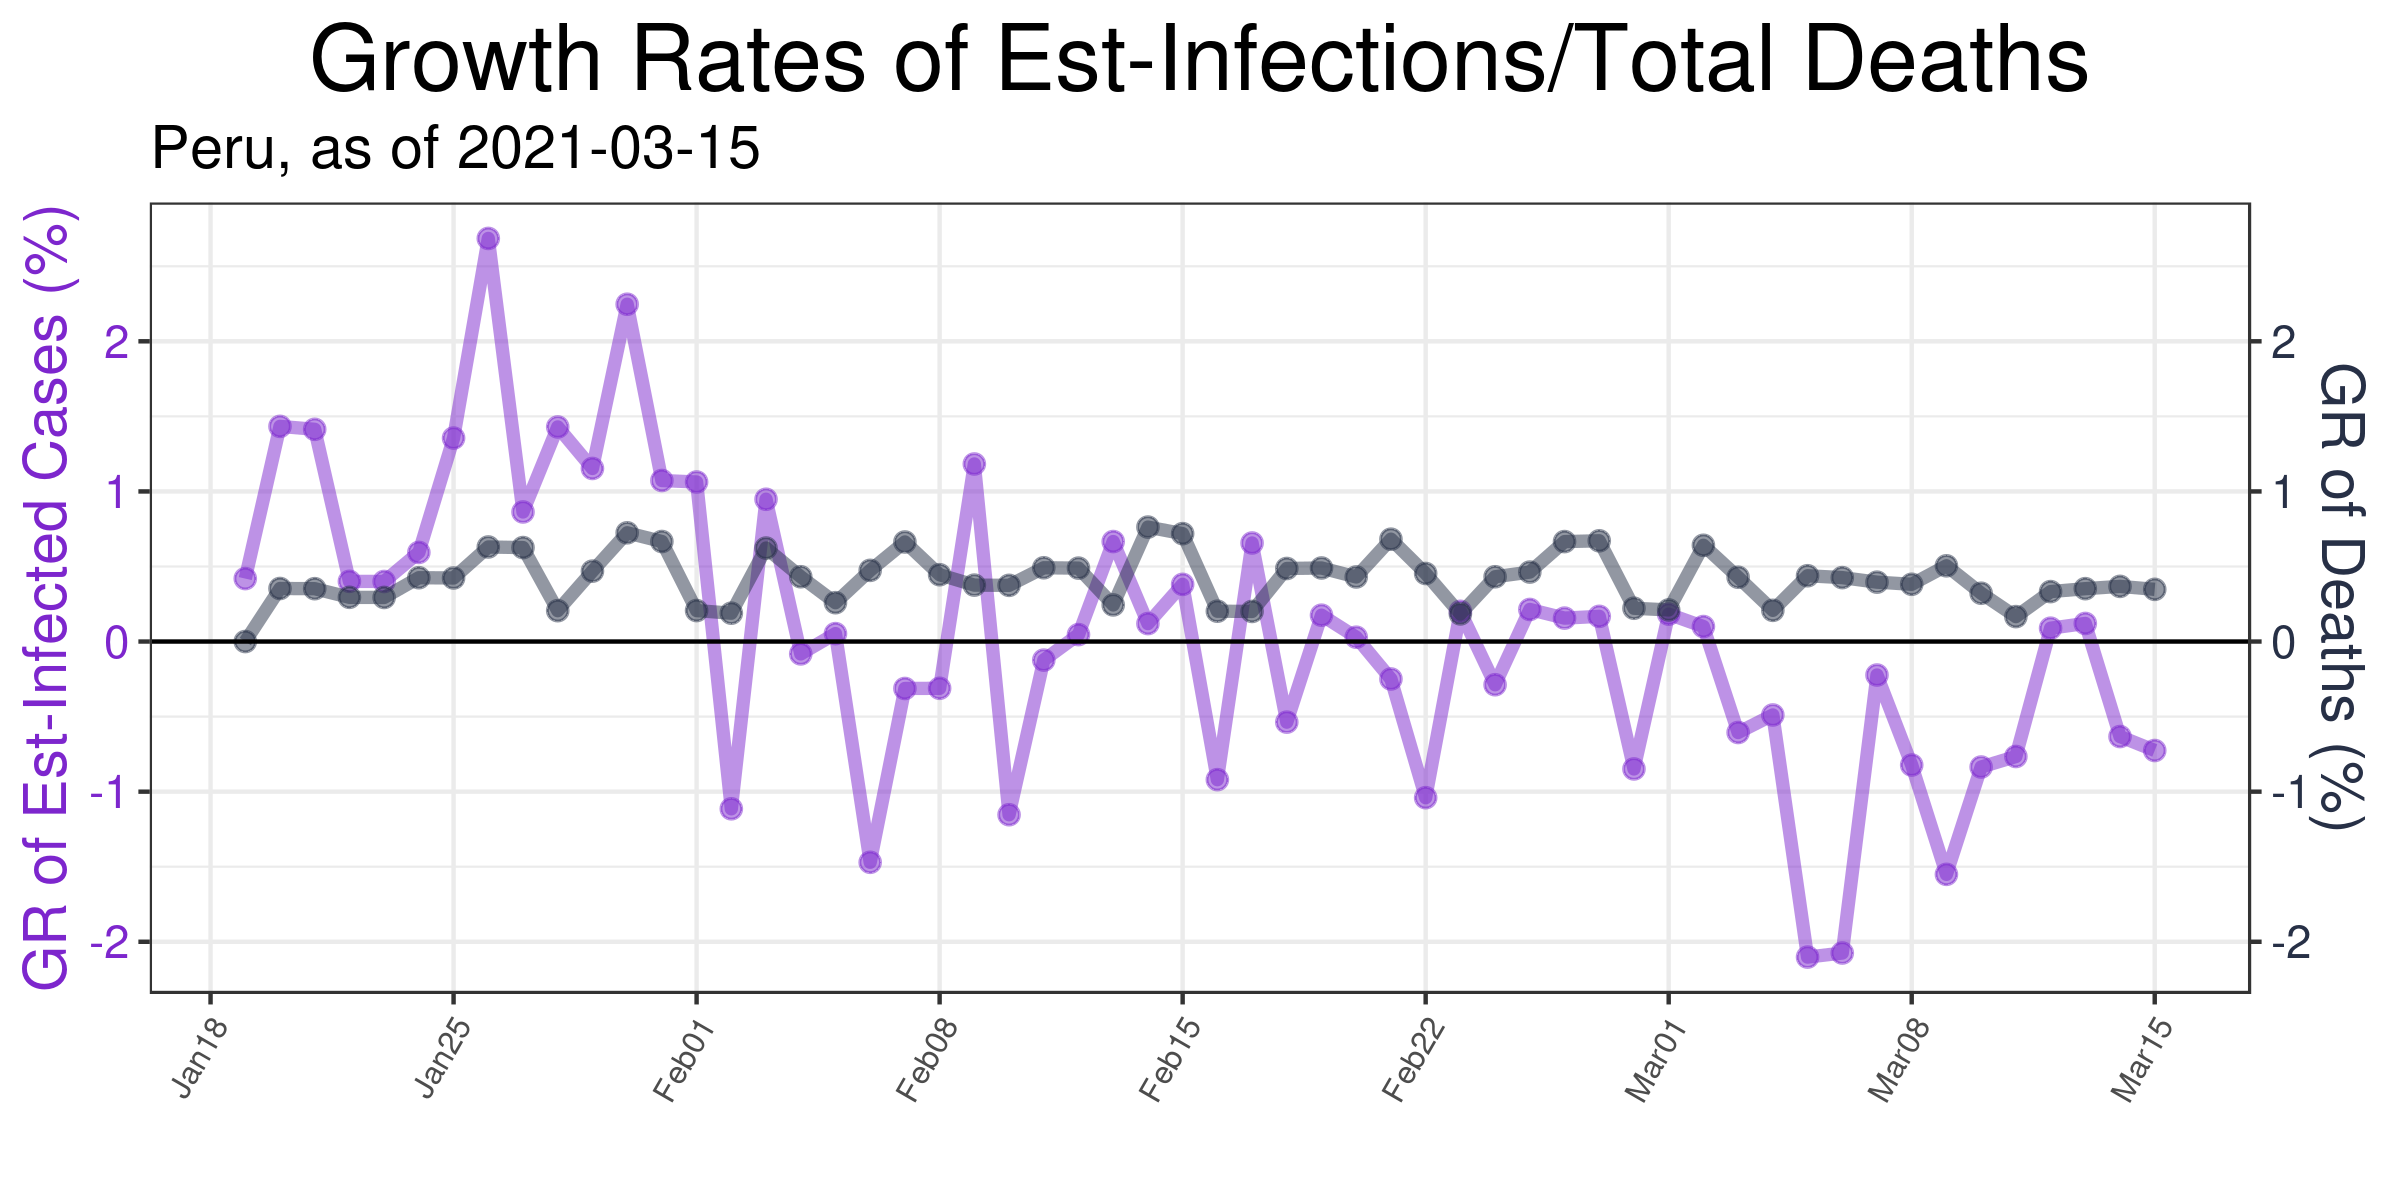 Growth Rates of Est-Infections/Total Deaths
Peru, as of 2021-03-15
GR of Est-Infected Cases (%)
2
1
0
-1
-2
2
1
0
-1
-2
GR of Deaths (%)
Jan18
Jan25
Feb01
Feb08
Feb15
Feb22
Mar01
Mar08
Mar15